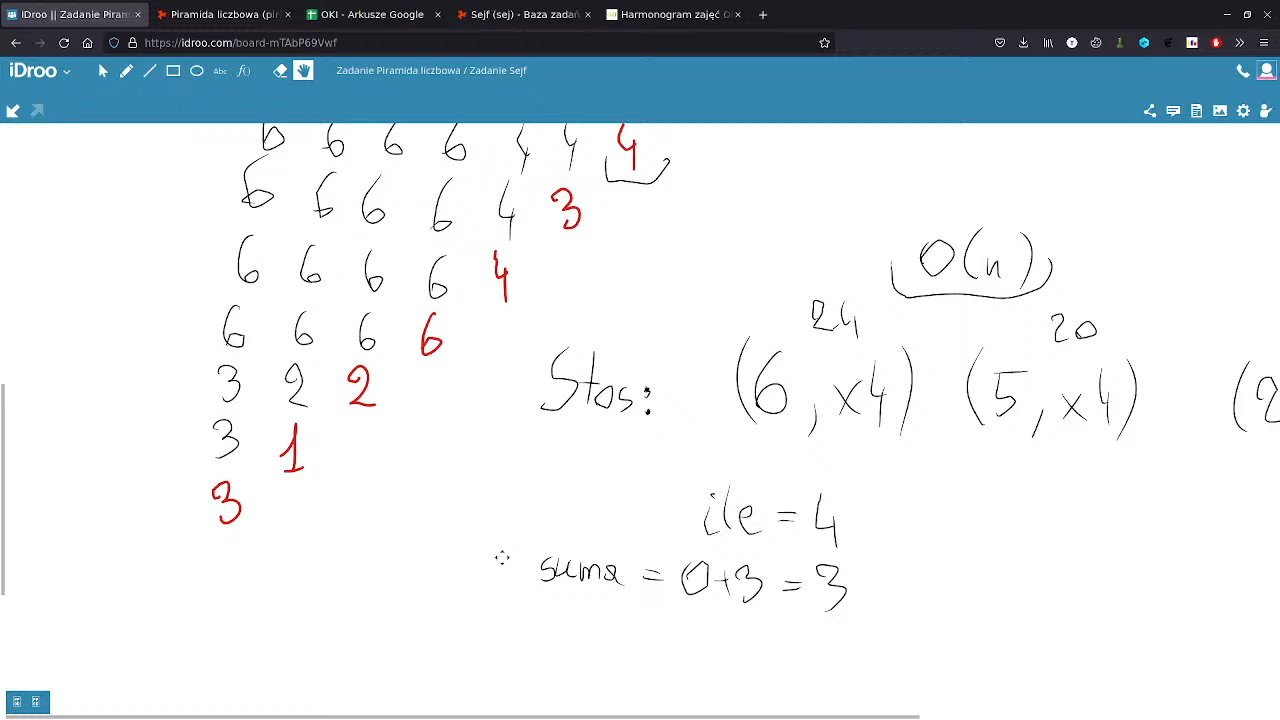 IDroo || Zadanie Piram
Piramida liczbowa (pir
OKI - Arkusze Google
Sejf (sej) - Baza zadań
Harmonogram zajęć O
https://idroo.com/board-mTAbP69Vwf
iDroo
Abc
f()
Zadanie Piramida liczbowa / Zadanie Sejf
6 6 6 6 4 4 4
6 6 6 6 4 3
6 6 6 6 4
6 6 6 6
3 2 2
3 1
3
O(n)
24 20
Stos: (6, x4) (5, x4) (2
ile = 4
suma = 0+3 = 3